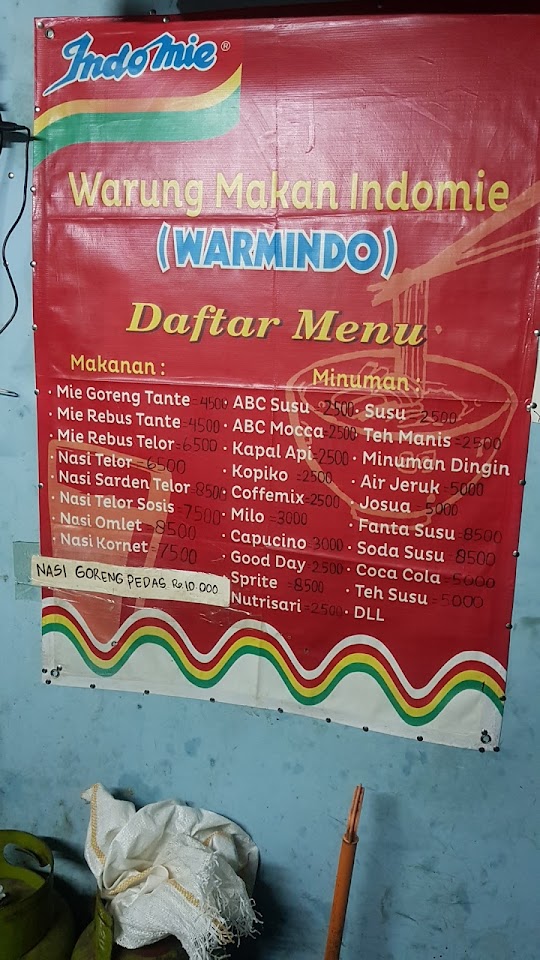 Indomie®
Warung Makan Indomie
(WARMINDO)
Daftar Menu
Makanan :
· Mie Goreng Tante = 4500
· Mie Rebus Tante = 4500
· Mie Rebus Telor = 6500
· Nasi Telor = 6500
· Nasi Sarden Telor = 8500
· Nasi Telor Sosis = 7500
· Nasi Omlet = 8500
· Nasi Kornet = 7500
NASI GORENG PEDAS Rp.10.000
Minuman :
· ABC Susu = 2500
· ABC Mocca = 2500
· Kapal Api = 2500
· Kopiko = 2500
· Coffemix = 2500
· Milo = 3000
· Capucino = 3000
· Good Day = 2500
· Sprite = 8500
· Nutrisari = 2500
· Susu = 2500
· Teh Manis = 2500
· Minuman Dingin
· Air Jeruk = 5000
· Josua = 5000
· Fanta Susu = 8500
· Soda Susu = 8500
· Coca Cola = 5000
· Teh Susu = 5000
· DLL